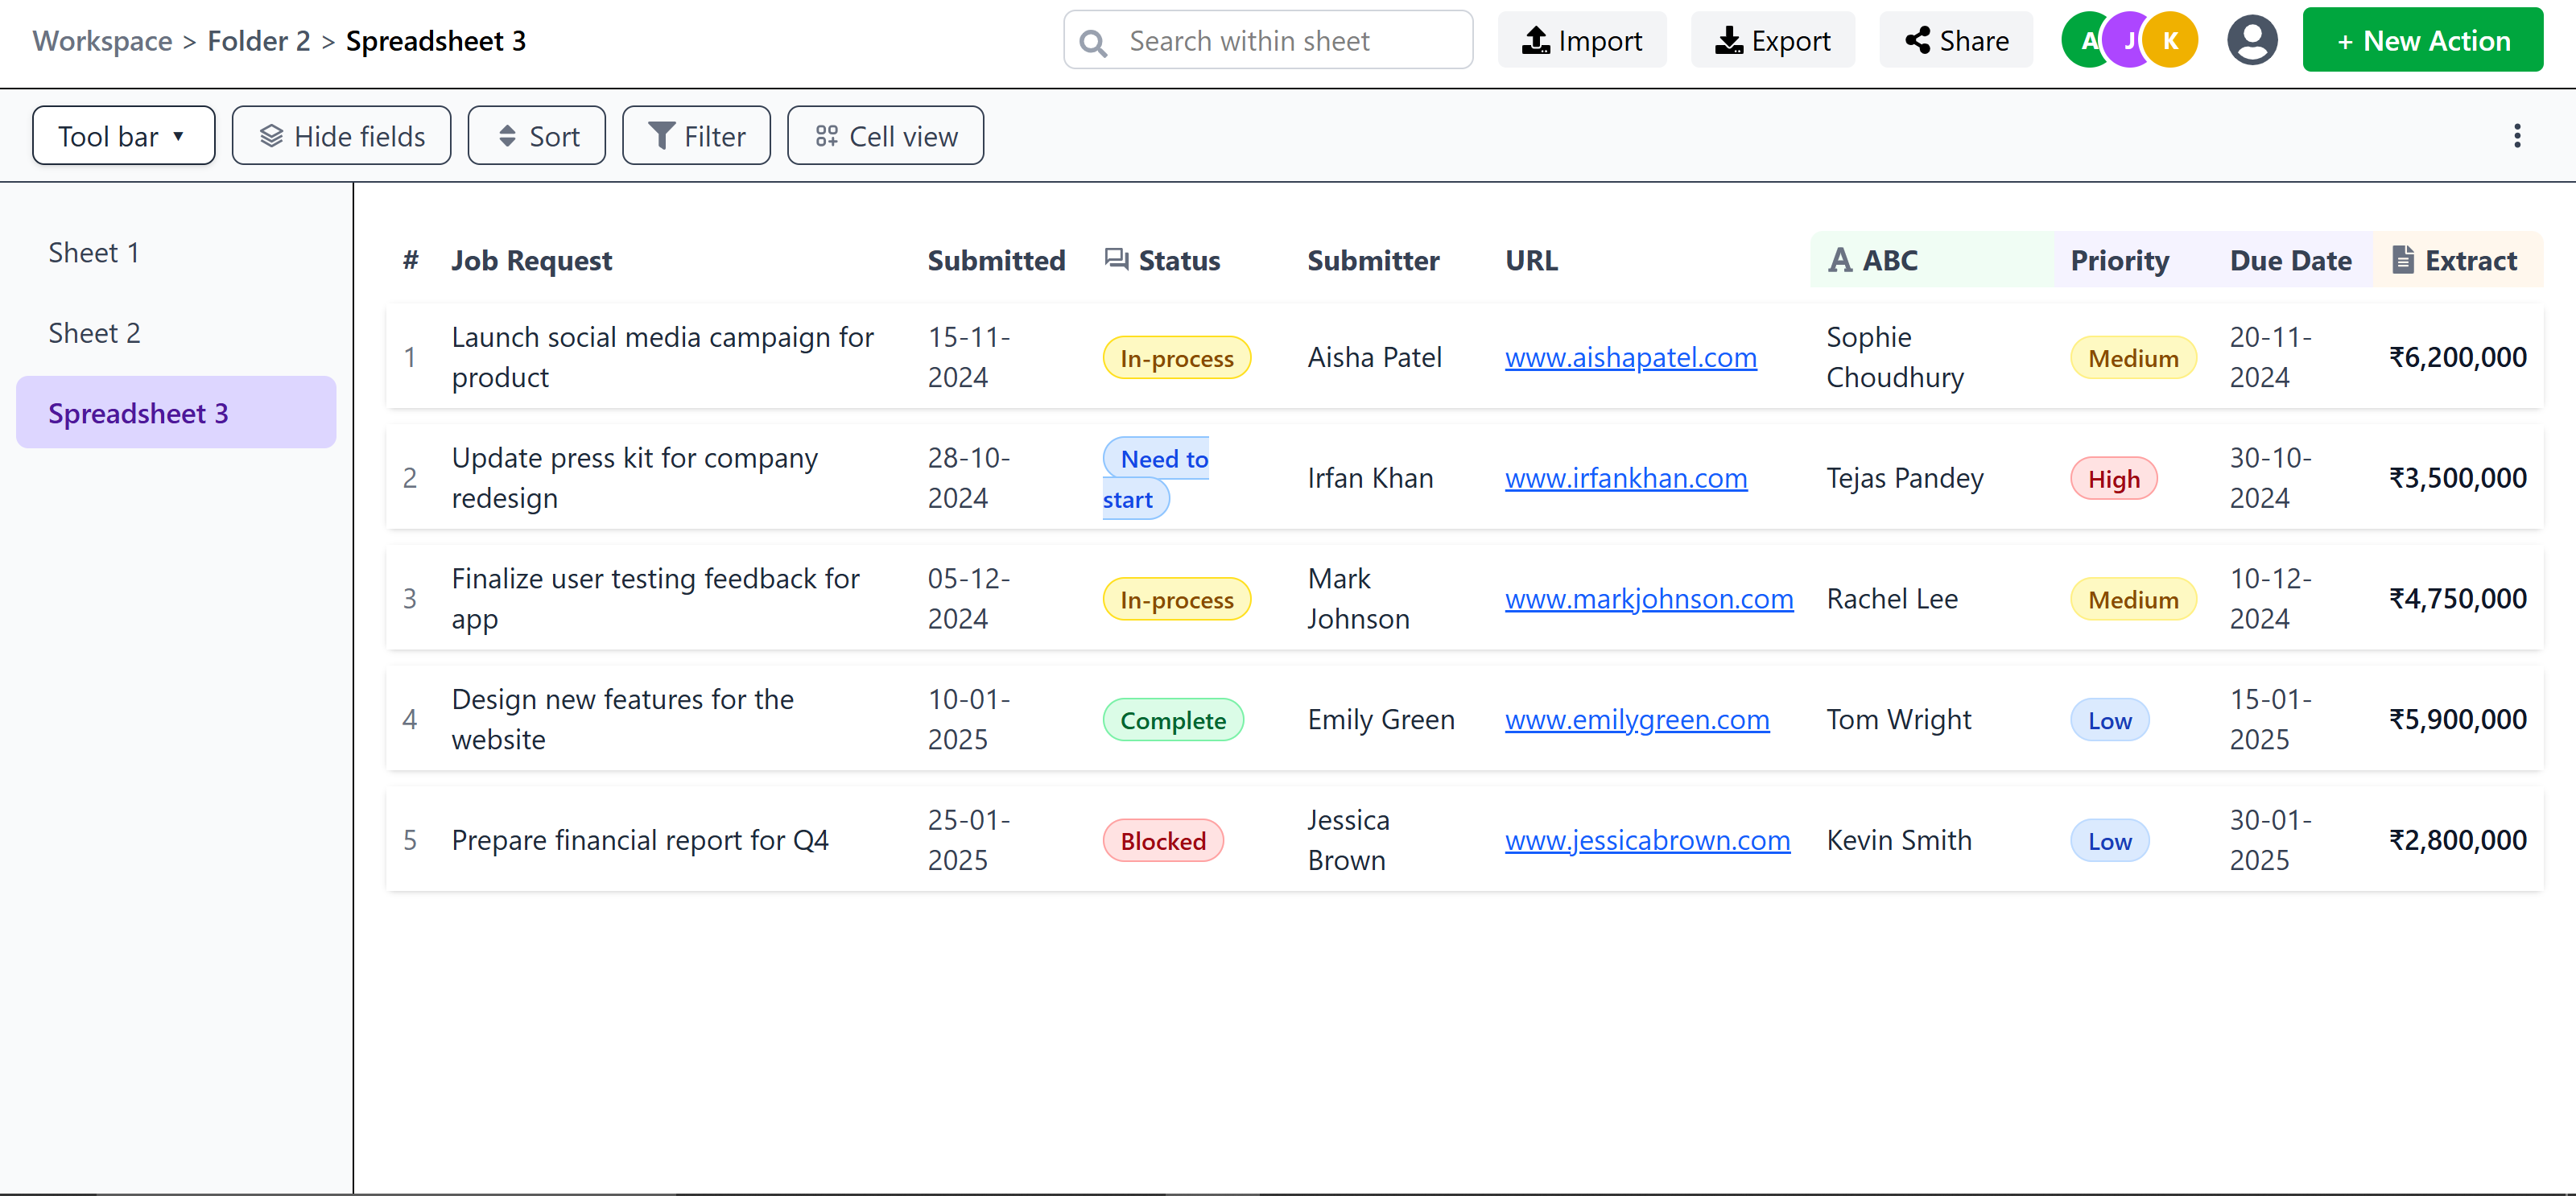 Workspace > Folder 2 > Spreadsheet 3
Search within sheet
Import
Export
Share
A J K
+ New Action
Tool bar ▼
Hide fields
Sort
Filter
Cell view
Sheet 1
Sheet 2
Spreadsheet 3
# Job Request Submitted Status Submitter URL A ABC Priority Due Date Extract
1
Launch social media campaign for
product
15-11-
2024
In-process
Aisha Patel
www.aishapatel.com
Sophie
Choudhury
Medium
20-11-
2024
₹6,200,000
2
Update press kit for company
redesign
28-10-
2024
Need to
start
Irfan Khan
www.irfankhan.com
Tejas Pandey
High
30-10-
2024
₹3,500,000
3
Finalize user testing feedback for
app
05-12-
2024
In-process
Mark
Johnson
www.markjohnson.com
Rachel Lee
Medium
10-12-
2024
₹4,750,000
4
Design new features for the
website
10-01-
2025
Complete
Emily Green
www.emilygreen.com
Tom Wright
Low
15-01-
2025
₹5,900,000
5
Prepare financial report for Q4
25-01-
2025
Blocked
Jessica
Brown
www.jessicabrown.com
Kevin Smith
Low
30-01-
2025
₹2,800,000